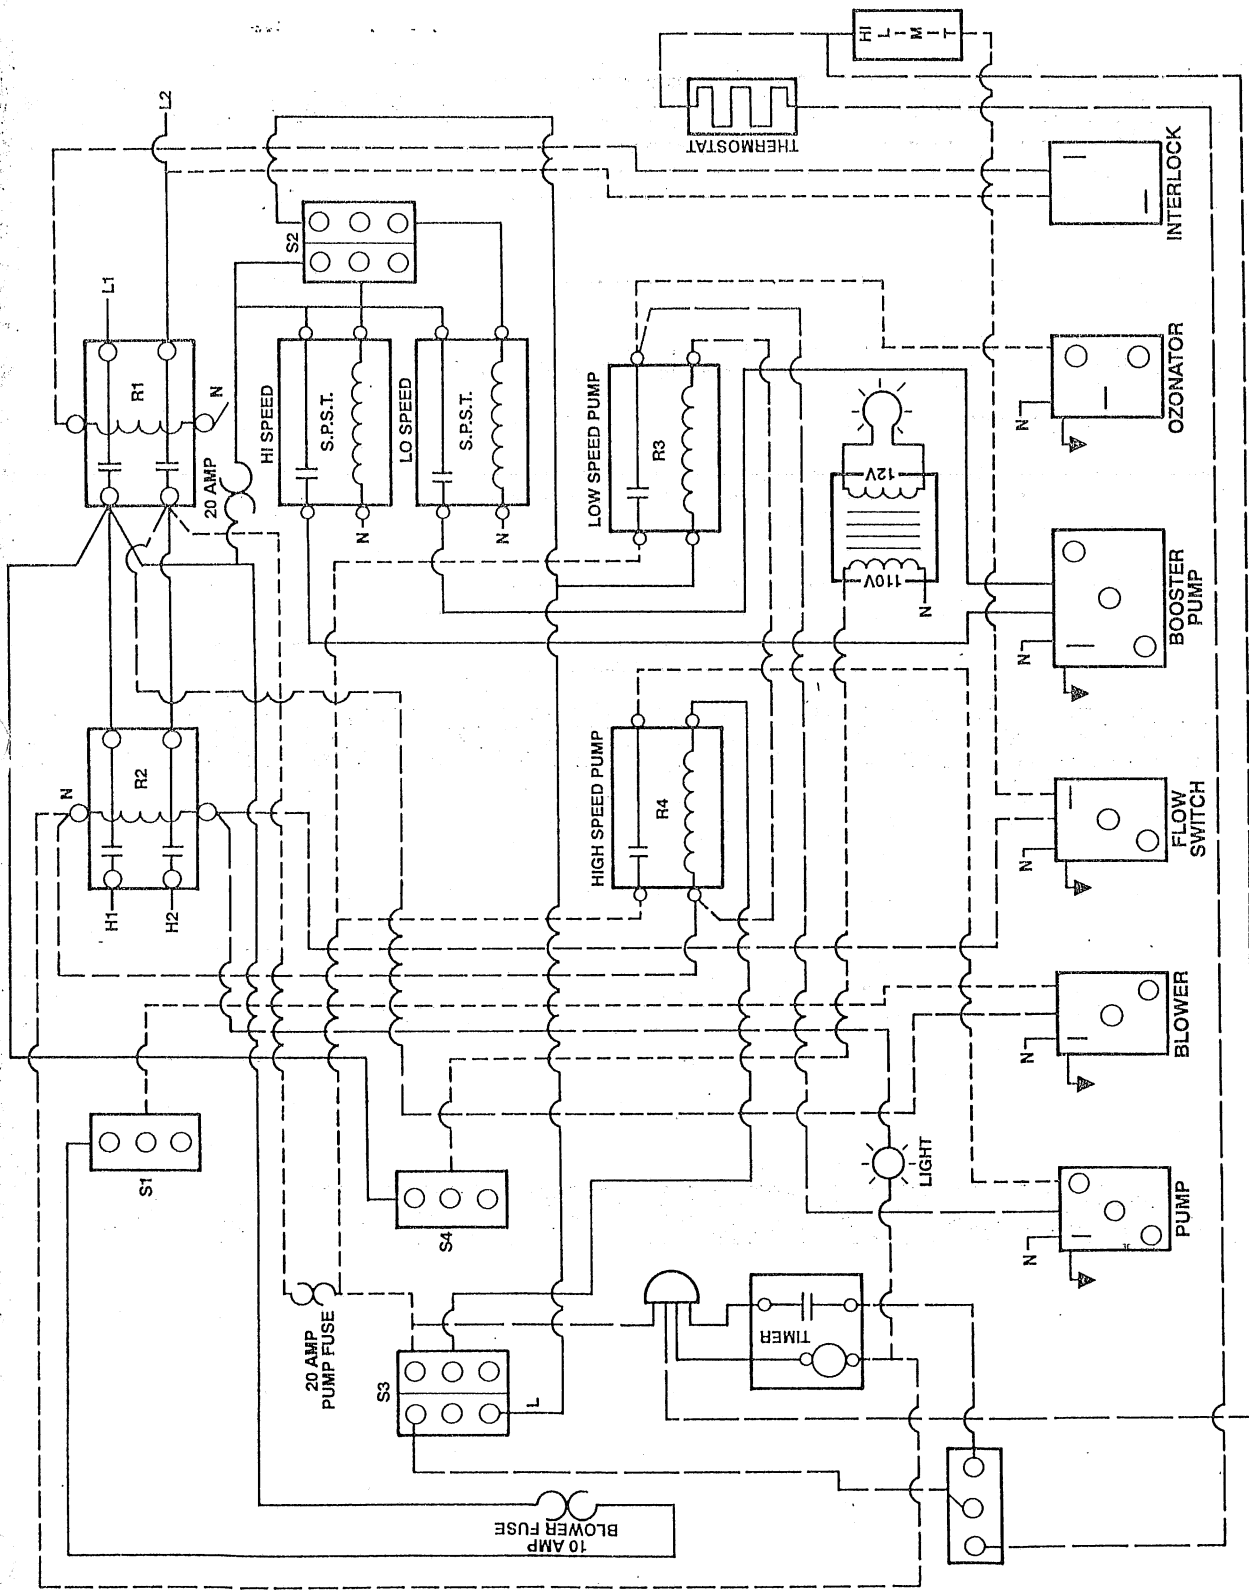 HI
L
I
M
I
T
THERMOSTAT
L2
L1
INTERLOCK
S2
R1
N
20 AMP
HI SPEED
S.P.S.T.
N
LO SPEED
S.P.S.T.
N
LOW SPEED PUMP
R3
12V
110V
N
OZONATOR
N
BOOSTER
PUMP
N
N
R2
H1
H2
HIGH SPEED PUMP
R4
FLOW
SWITCH
N
BLOWER
N
S1
S4
LIGHT
PUMP
N
20 AMP
PUMP FUSE
S3
L
TIMER
10 AMP
BLOWER FUSE